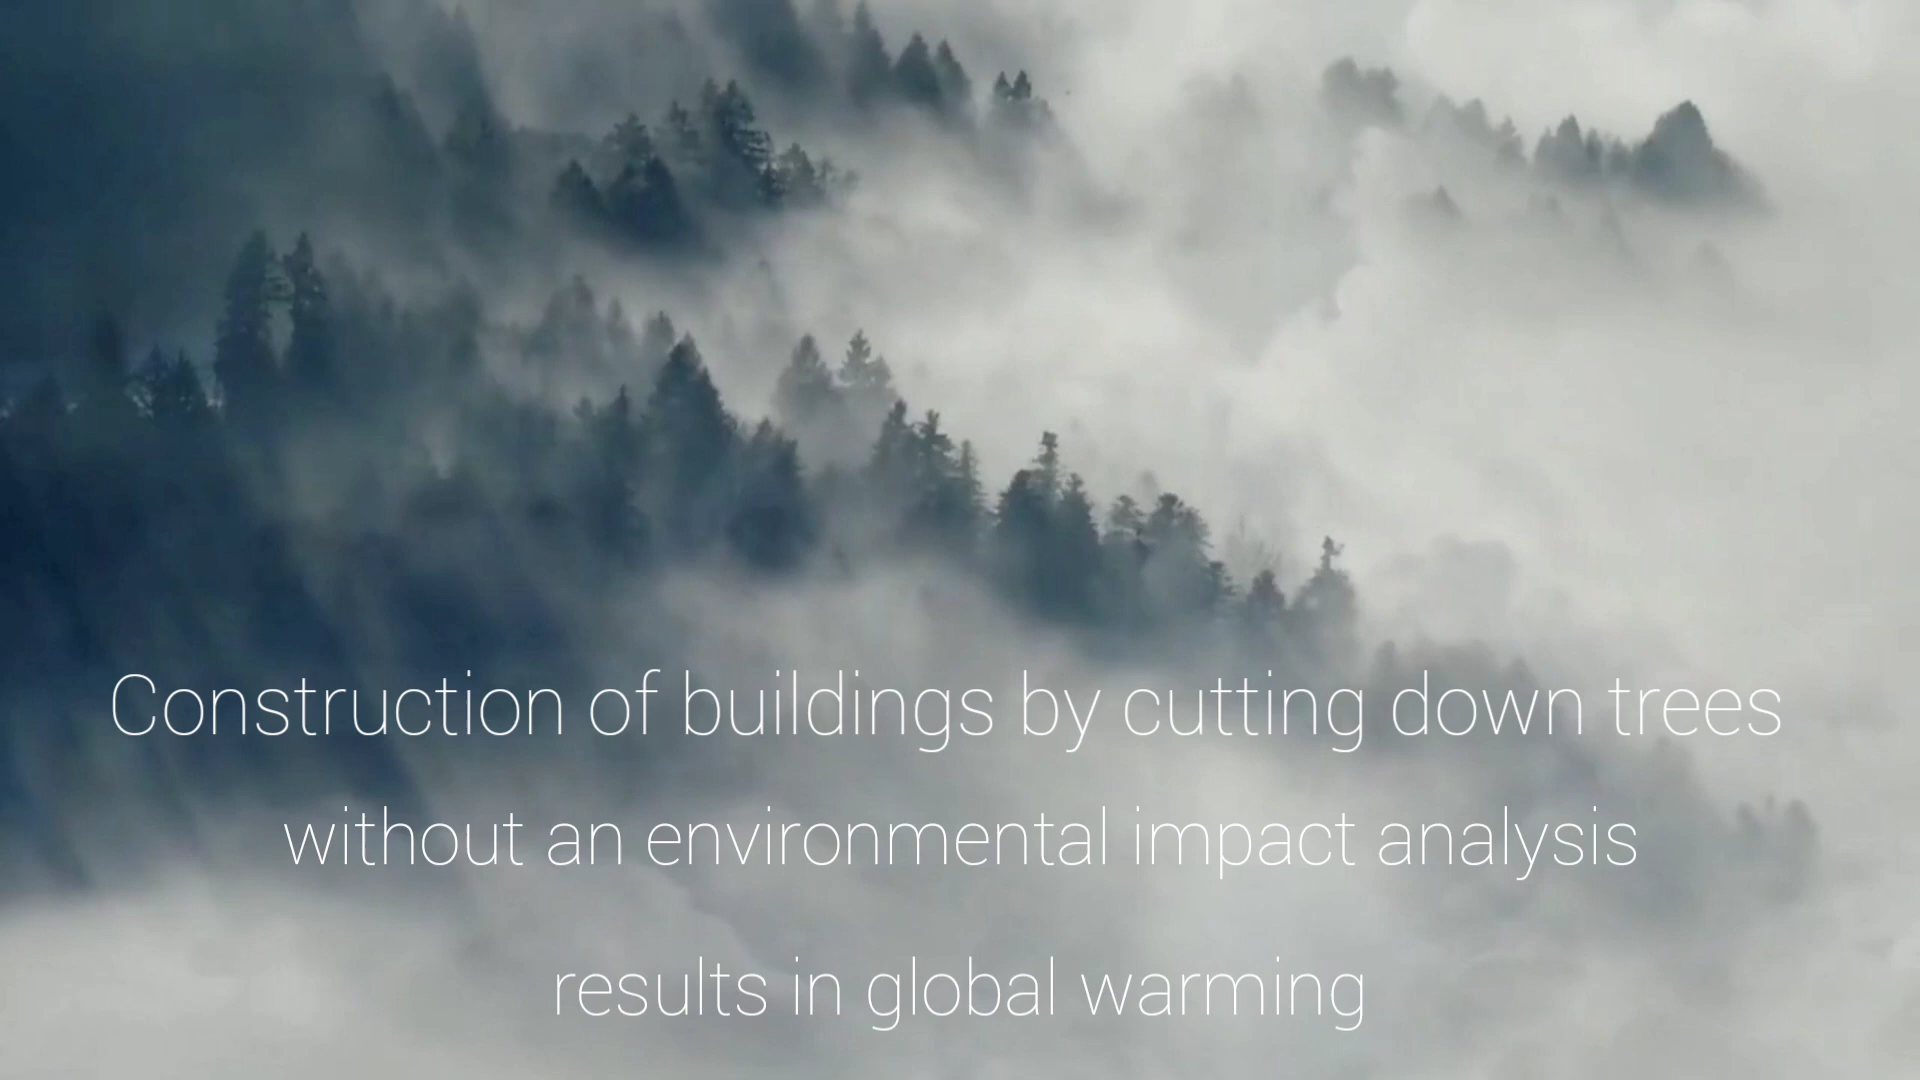 Construction of buildings by cutting down trees
without an environmental impact analysis
results in global warming